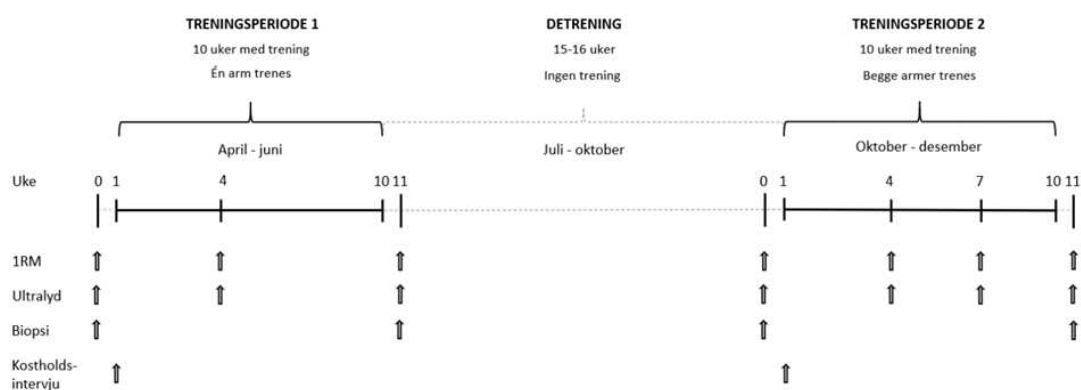 TRENINGSPERIODE 1 DETRENING TRENINGSPERIODE 2
10 uker med trening 15-16 uker 10 uker med trening
Én arm trenes Ingen trening Begge armer trenes
April - juni Juli - oktober Oktober - desember
Uke 0 1 4 10 11 0 1 4 7 10 11
1RM
Ultralyd
Biopsi
Kostholds-
intervju